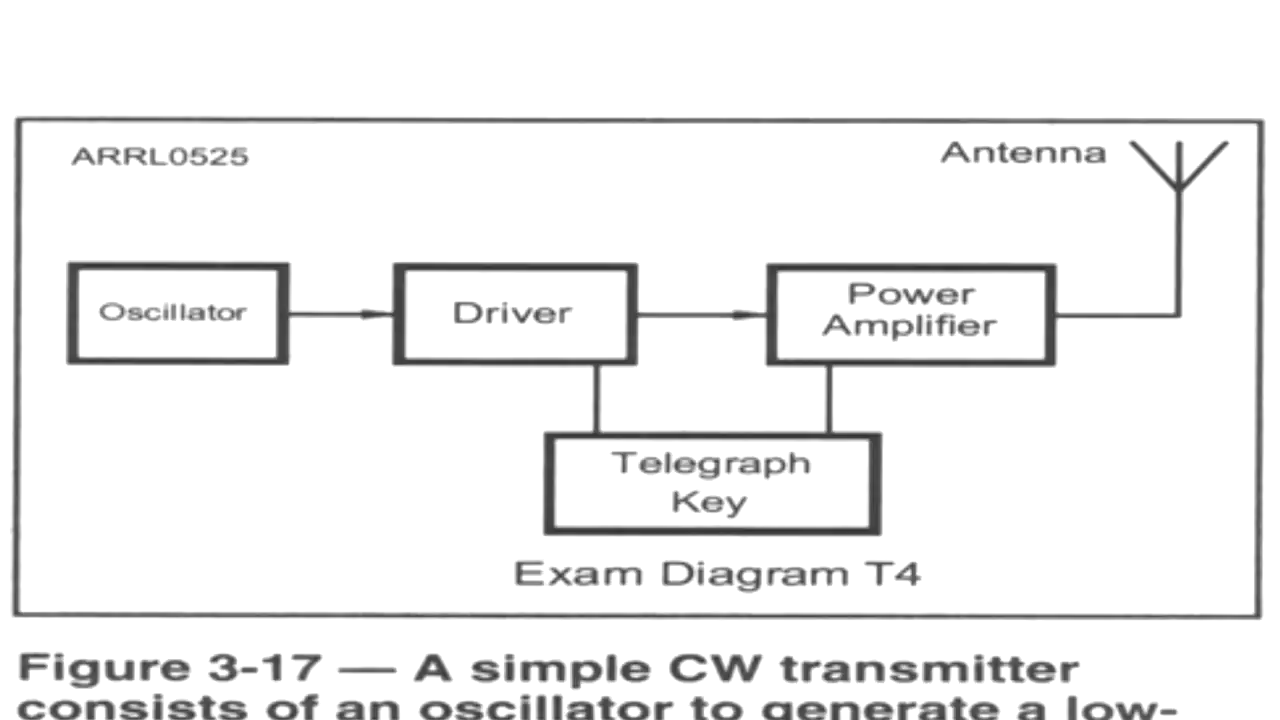 ARRL0525
Antenna
Oscillator
Driver
Power
Amplifier
Telegraph
Key
Exam Diagram T4
Figure 3-17 — A simple CW transmitter
consists of an oscillator to generate a low-